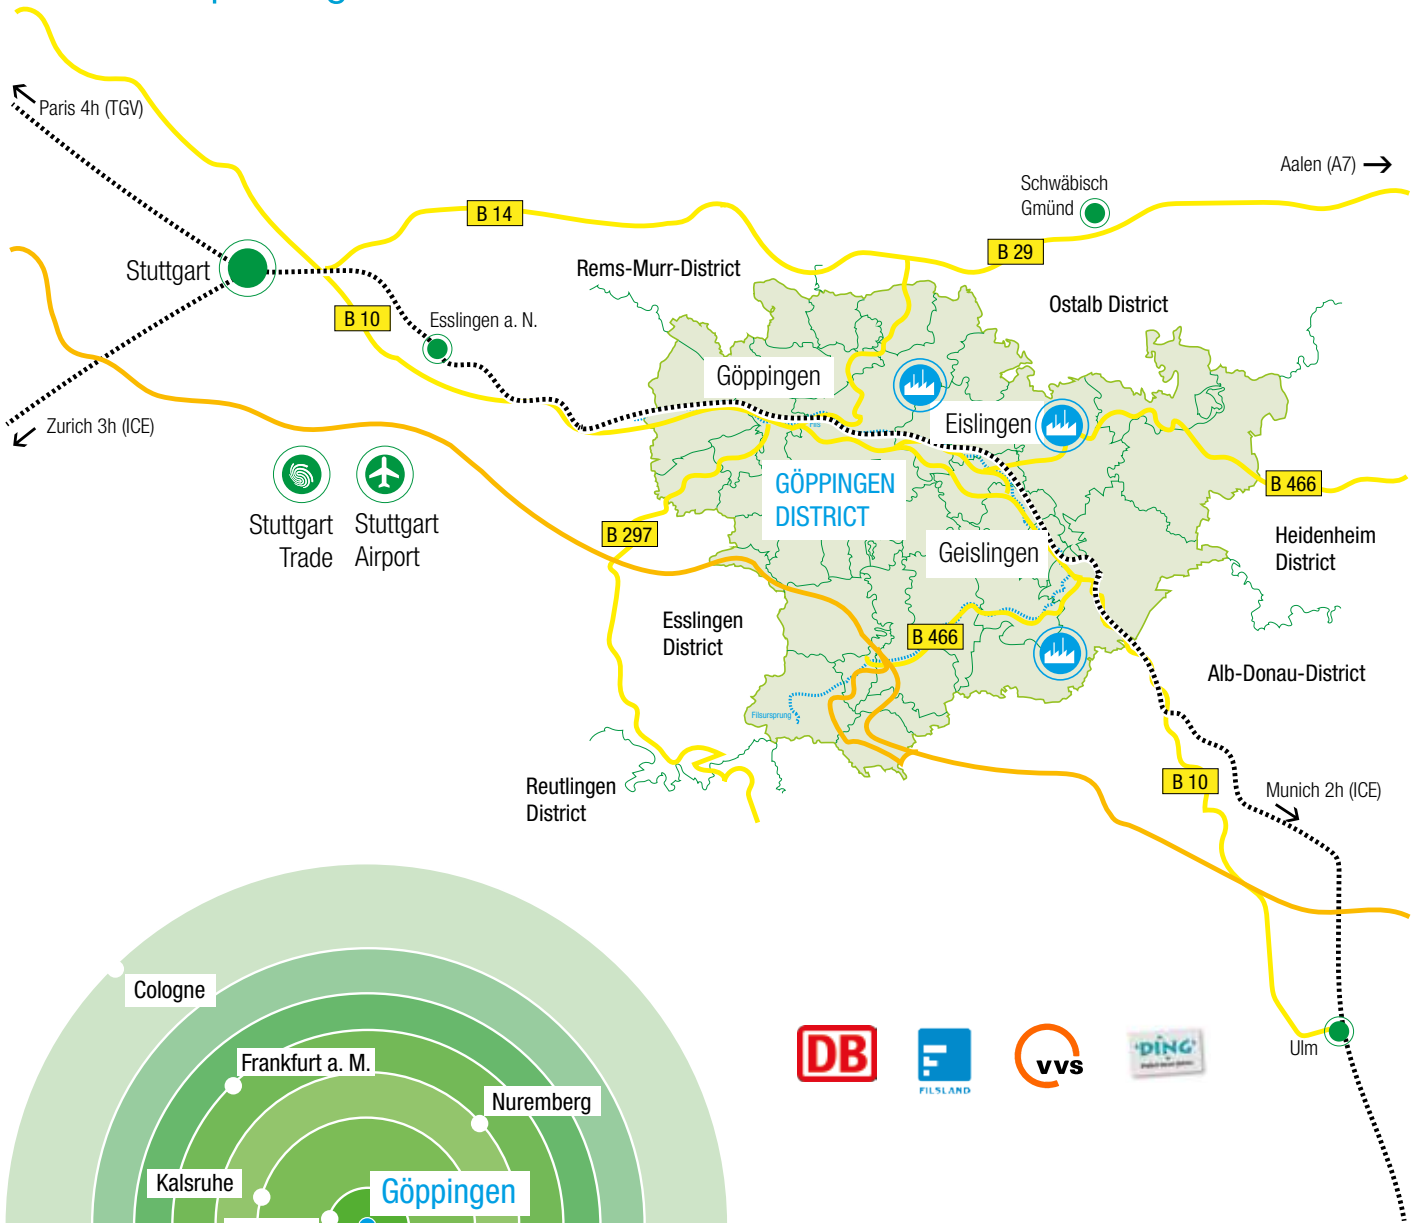 Paris 4h (TGV)
Aalen (A7)
Schwäbisch
Gmünd
B 14
B 29
Stuttgart
Rems-Murr-District
Ostalb District
B 10
Esslingen a. N.
Göppingen
Eislingen
Zurich 3h (ICE)
Fils
GÖPPINGEN
DISTRICT
B 466
Stuttgart
Trade
Stuttgart
Airport
B 297
Geislingen
Heidenheim
District
Esslingen
District
B 466
Alb-Donau-District
Filsursprung
Reutlingen
District
B 10
Munich 2h (ICE)
Cologne
Frankfurt a. M.
Nuremberg
Kalsruhe
Göppingen
DB
FILSLAND
vvs
DING
Ulm